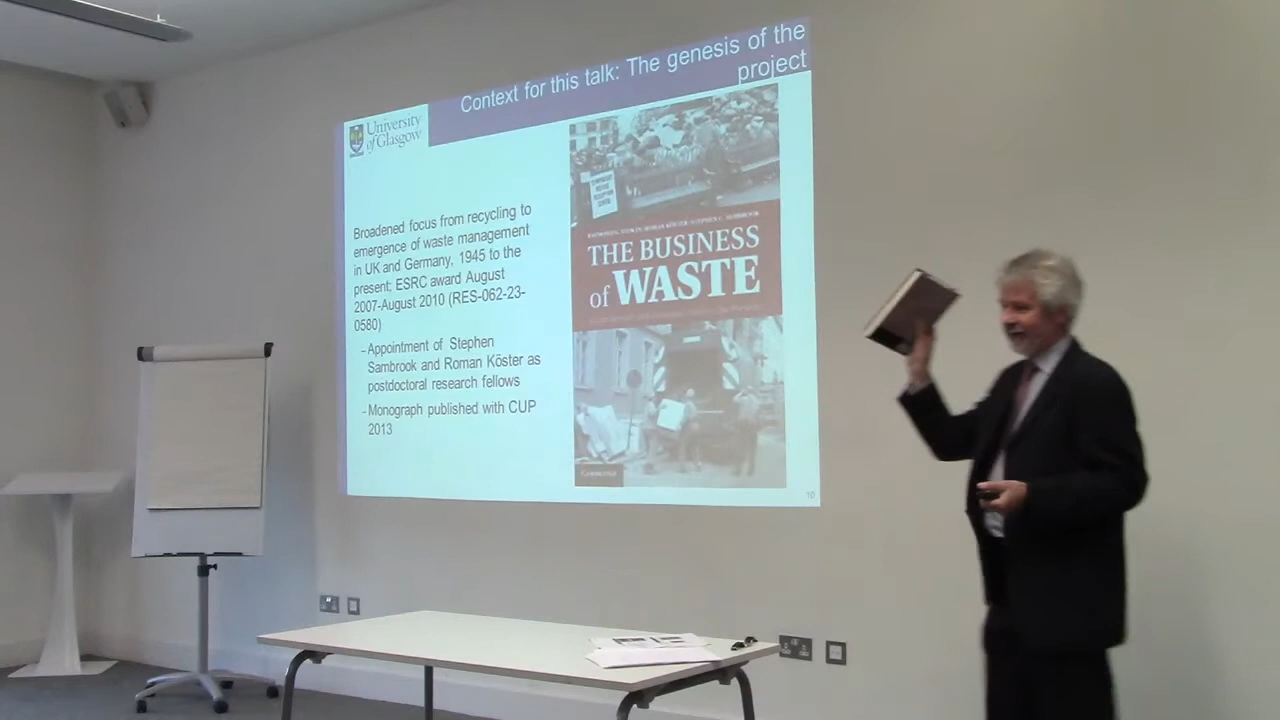 Context for this talk: The genesis of the
project
University
of Glasgow
Broadened focus from recycling to
emergence of waste management
in UK and Germany, 1945 to the
present; ESRC award August
2007-August 2010 (RES-062-23-
0580)
- Appointment of Stephen
Sambrook and Roman Köster as
postdoctoral research fellows
- Monograph published with CUP
2013
THE BUSINESS
of WASTE
10